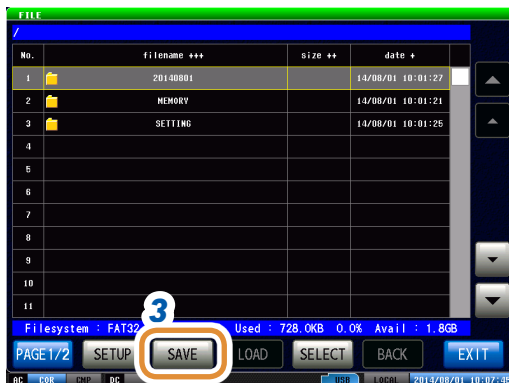 FILE
/
No. filename +++ size ++ date +
1 20140801 14/08/01 10:01:27
2 MEMORY 14/08/01 10:01:21
3 SETTING 14/08/01 10:01:25
4
5
6
7
8
9
10
11
3
Filesystem : FAT32 Used : 728.0KB 0.0% Avail : 1.8GB
PAGE1/2 SETUP SAVE LOAD SELECT BACK EXIT
AC COR CMP DC USB LOCAL 2014/08/01 10:07:45